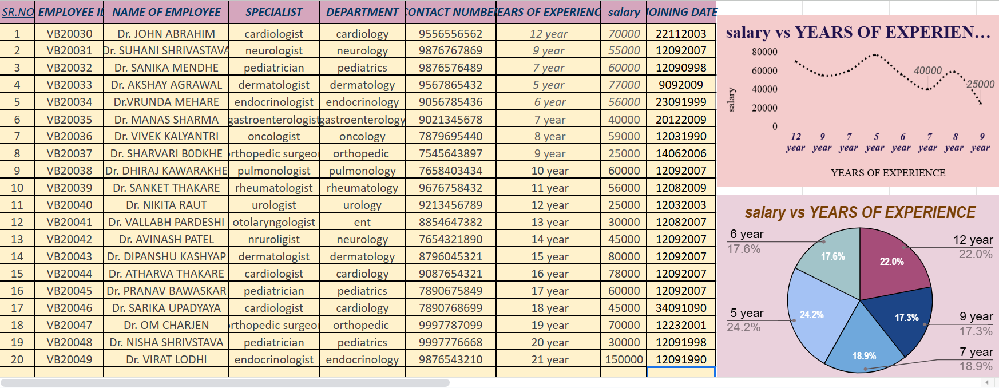 SR.NO EMPLOYEE ID NAME OF EMPLOYEE SPECIALIST DEPARTMENT CONTACT NUMBER EARS OF EXPERIENC salary OINING DATE
1 VB20030 Dr. JOHN ABRAHIM cardiologist cardiology 9556556562 12 year 70000 22112003
2 VB20031 Dr. SUHANI SHRIVASTAVA neurologist neurology 9876767869 9 year 55000 12092007
3 VB20032 Dr. SANIKA MENDHE pediatrician pediatrics 9876576489 7 year 60000 12090998
4 VB20033 Dr. AKSHAY AGRAWAL dermatologist dermatology 9567865432 5 year 77000 9092009
5 VB20034 Dr.VRUNDA MEHARE endocrinologist endocrinology 9056785436 6 year 56000 23091999
6 VB20035 Dr. MANAS SHARMA gastroenterologist gastroenterology 9021345678 7 year 40000 20122009
7 VB20036 Dr. VIVEK KALYANTRI oncologist oncology 7879695440 8 year 59000 12031990
8 VB20037 Dr. SHARVARI B0DKHE rthopedic surgeo orthopedic 7545643897 9 year 25000 14062006
9 VB20038 Dr. DHIRAJ KAWARAKHE pulmonologist pulmonology 7658403434 10 year 60000 12092007
10 VB20039 Dr. SANKET THAKARE rheumatologist rheumatology 9676758432 11 year 56000 12082009
11 VB20040 Dr. NIKITA RAUT urologist urology 9213456789 12 year 25000 12032003
12 VB20041 Dr. VALLABH PARDESHI otolaryngologist ent 8854647382 13 year 30000 12082007
13 VB20042 Dr. AVINASH PATEL nruroligist neurology 7654321890 14 year 45000 12092007
14 VB20043 Dr. DIPANSHU KASHYAP dermatologist dermatology 8796045321 15 year 80000 12092007
15 VB20044 Dr. ATHARVA THAKARE cardiologist cardiology 9087654321 16 year 78000 12092007
16 VB20045 Dr. PRANAV BAWASKAR pediatrician pediatrics 7890675849 17 year 60000 12092007
17 VB20046 Dr. SARIKA UPADYAYA cardiologist cardiology 7890768699 18 year 45000 34091090
18 VB20047 Dr. OM CHARJEN rthopedic surgeo orthopedic 9997787099 19 year 70000 12232001
19 VB20048 Dr. NISHA SHRIVSTAVA pediatrician pediatrics 9997776668 20 year 30000 12091998
20 VB20049 Dr. VIRAT LODHI endocrinologist endocrinology 9876543210 21 year 150000 12091990
salary vs YEARS OF EXPERIEN...
80000
60000
40000
20000
0
salary
40000
25000
12 9 7 5 6 7 8 9
year year year year year year year year
YEARS OF EXPERIENCE
salary vs YEARS OF EXPERIENCE
6 year
17.6%
12 year
22.0%
17.6%
22.0%
5 year
24.2%
24.2%
17.3%
9 year
17.3%
18.9%
7 year
18.9%